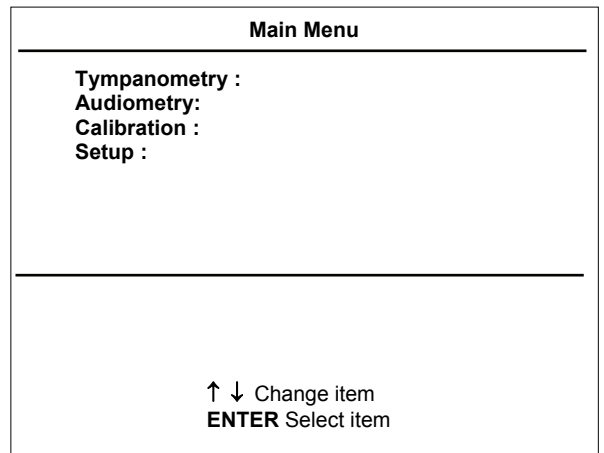 Main Menu
Tympanometry :
Audiometry:
Calibration :
Setup :
↑ ↓ Change item
ENTER Select item